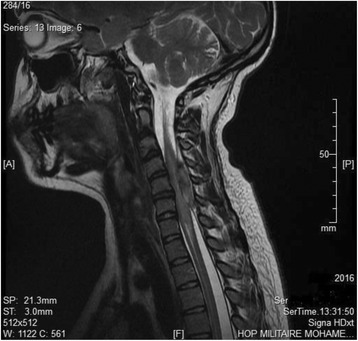 284/16
Series: 13 Image: 6
[A]
[P]
50
mm
2016
SP: 21.3mm
ST: 3.0mm
512x512
W: 1122 C: 561
[F]
Ser
SerTime.13:31:50
Signa HDxt
HOP MILITAIRE MOHAME...